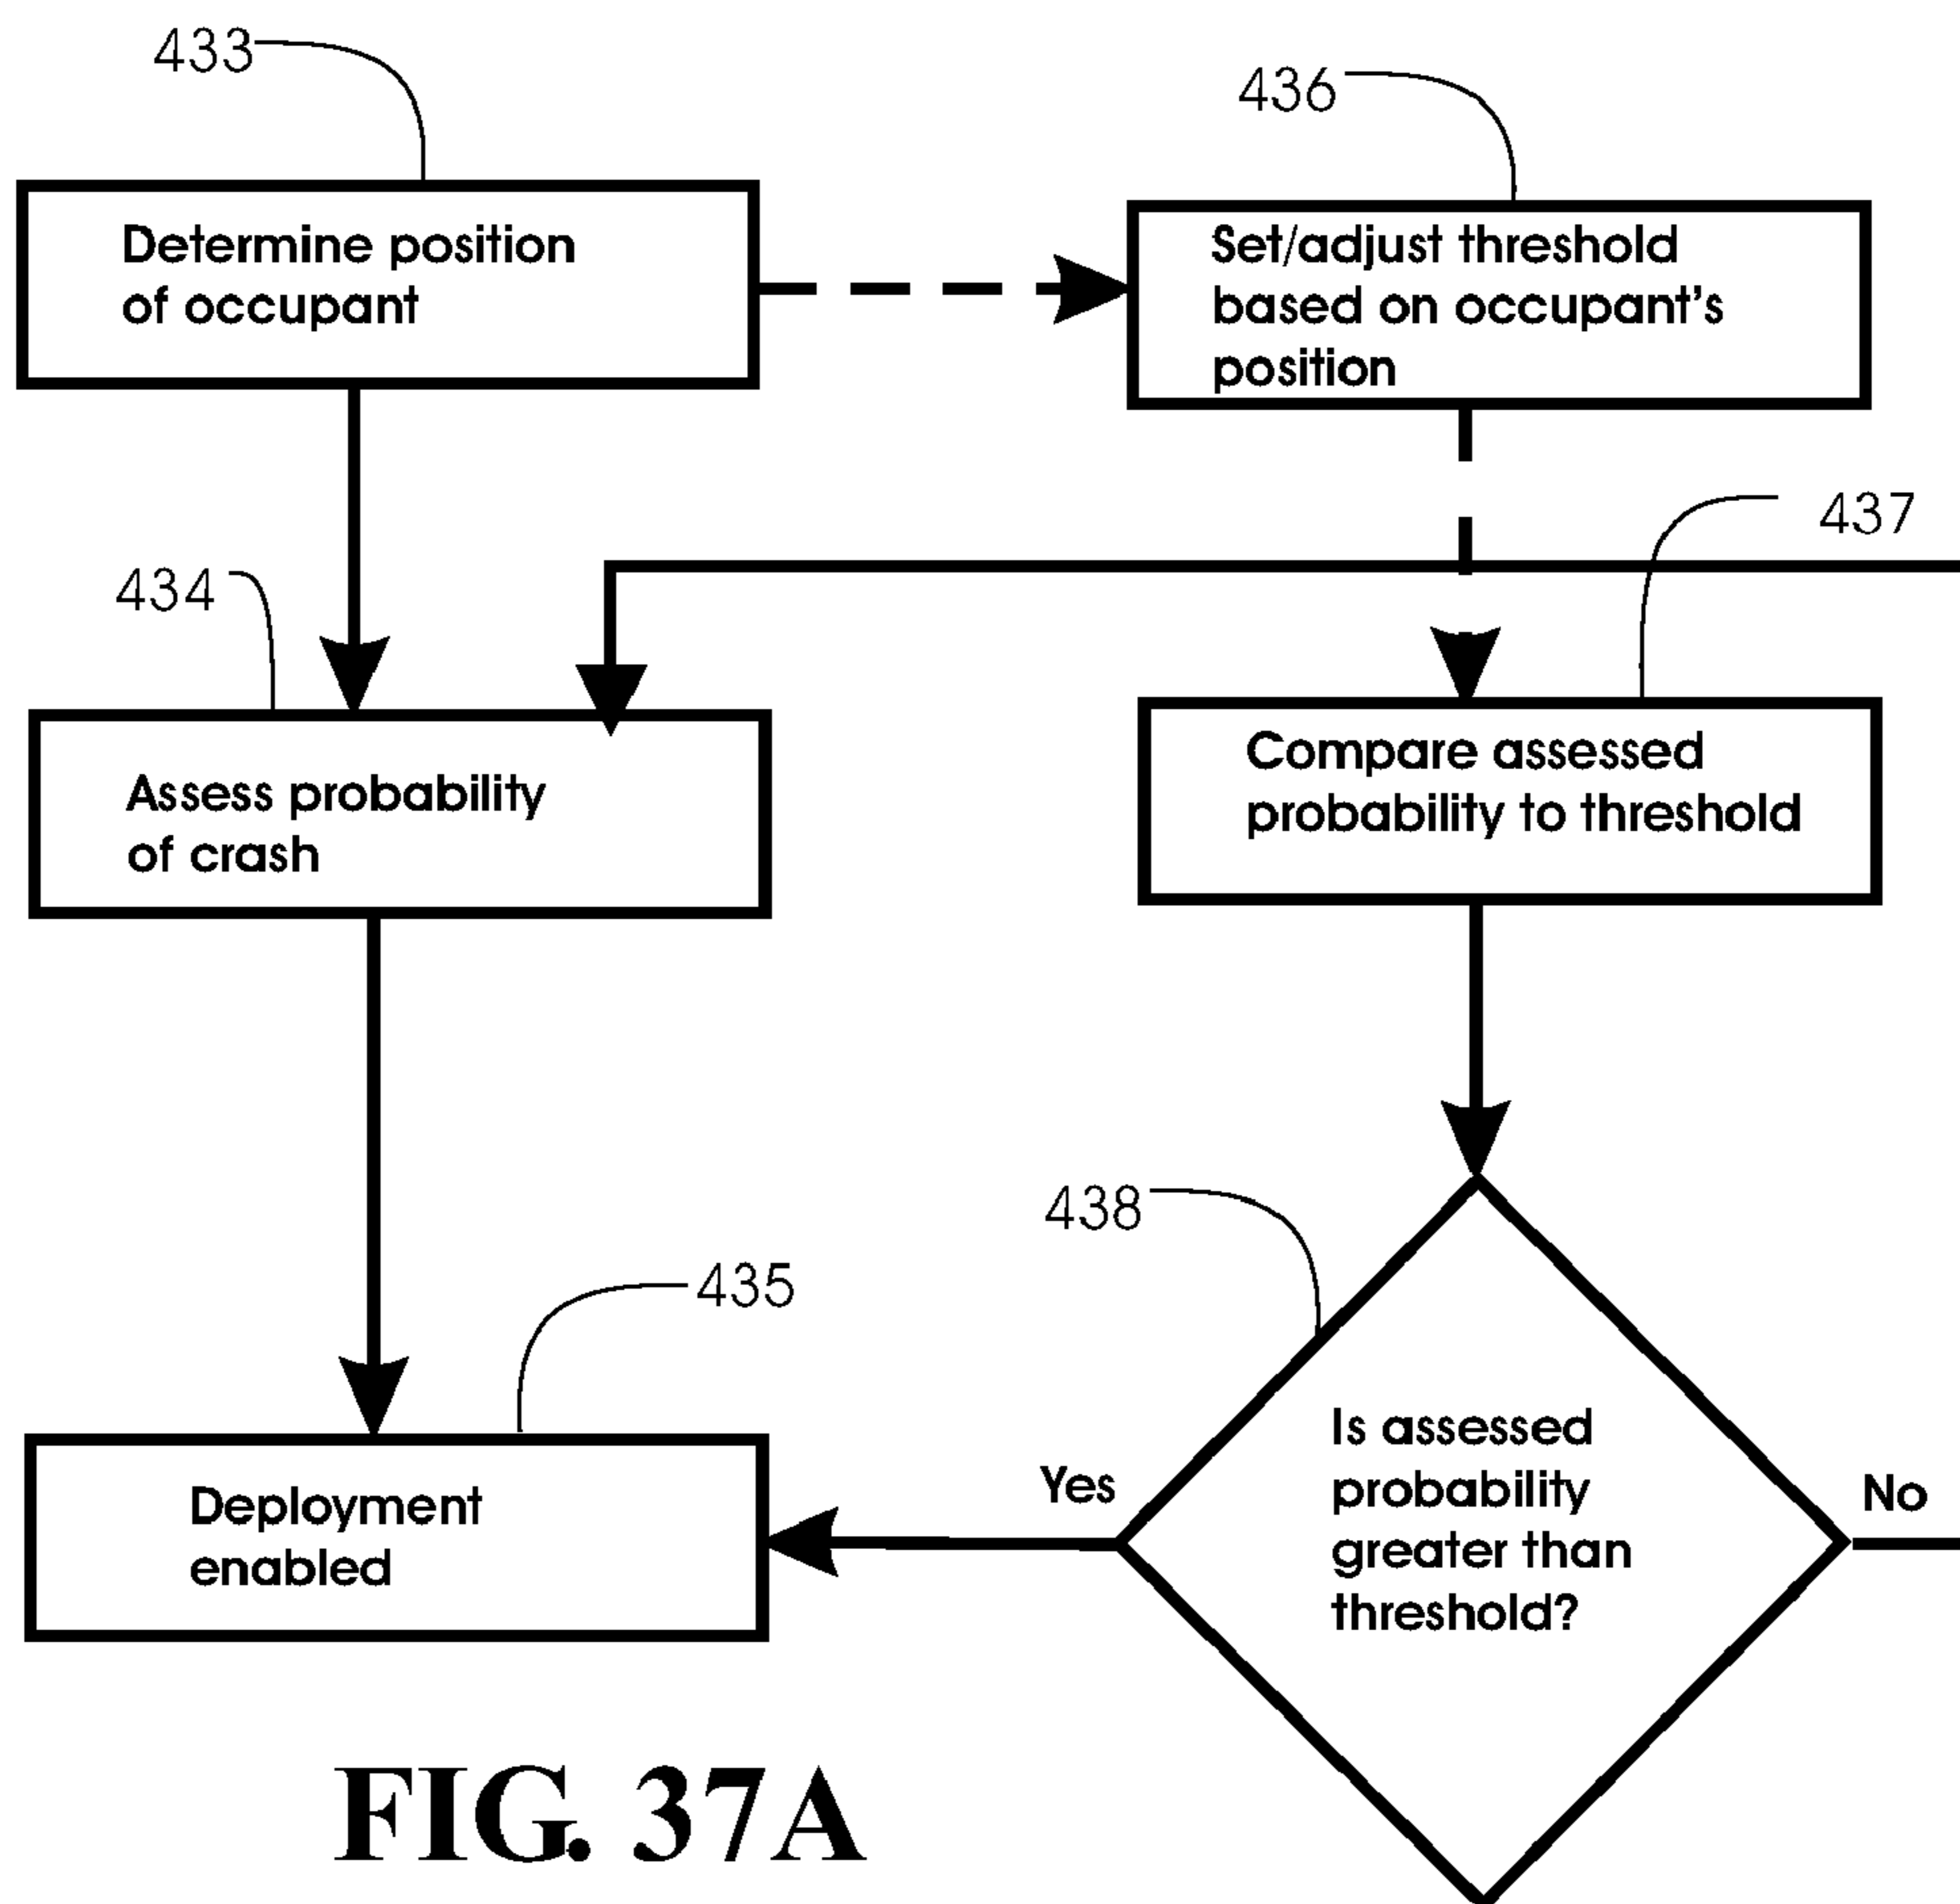 433
436
Determine position
of occupant
Set/adjust threshold
based on occupant's
position
437
434
Assess probability
of crash
Compare assessed
probability to threshold
438
435
Deployment
enabled
Yes
Is assessed
probability
greater than
threshold?
No
FIG. 37A